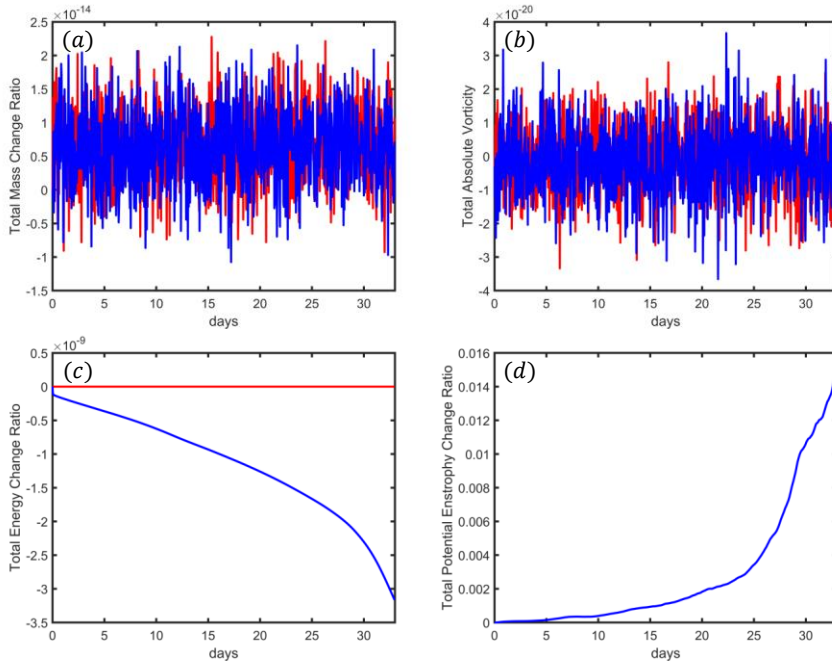 ×10⁻¹⁴
2.5
2
1.5
1
0.5
0
-0.5
-1
-1.5
(a)
Total Mass Change Ratio
0 5 10 15 20 25 30
days
×10⁻²⁰
4
3
2
1
0
-1
-2
-3
-4
(b)
Total Absolute Vorticity
0 5 10 15 20 25 30
days
×10⁻⁹
0.5
0
-0.5
-1
-1.5
-2
-2.5
-3
-3.5
(c)
Total Energy Change Ratio
0 5 10 15 20 25 30
days
0.016
0.014
0.012
0.01
0.008
0.006
0.004
0.002
0
(d)
Total Potential Enstrophy Change Ratio
0 5 10 15 20 25 30
days